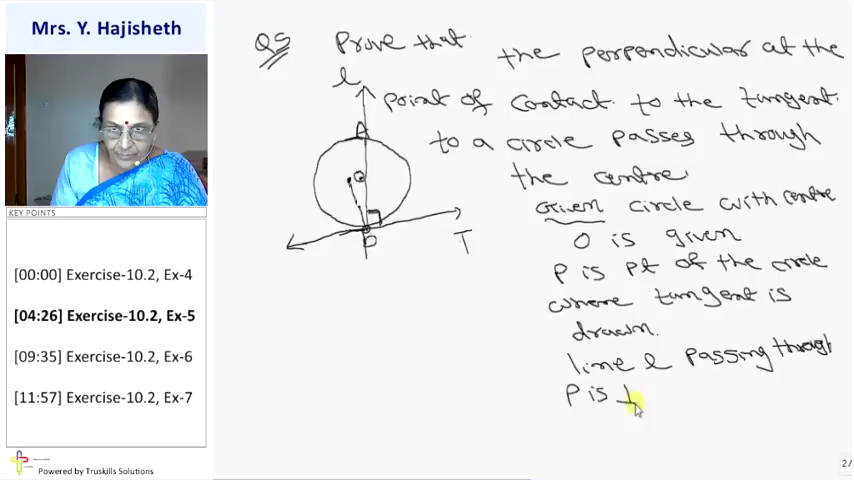 Mrs. Y. Hajisheth
KEY POINTS
[00:00] Exercise-10.2, Ex-4
[04:26] Exercise-10.2, Ex-5
[09:35] Exercise-10.2, Ex-6
[11:57] Exercise-10.2, Ex-7
Powered by Truskills Solutions
Q5 Prove that the perpendicular at the
point of contact to the tangent
to a circle passes through
the centre
Given circle with centre
O is given
P is pt of the circle
where tangent is
drawn.
line l passing through
P is ⊥
l
A
O
P
T
2/